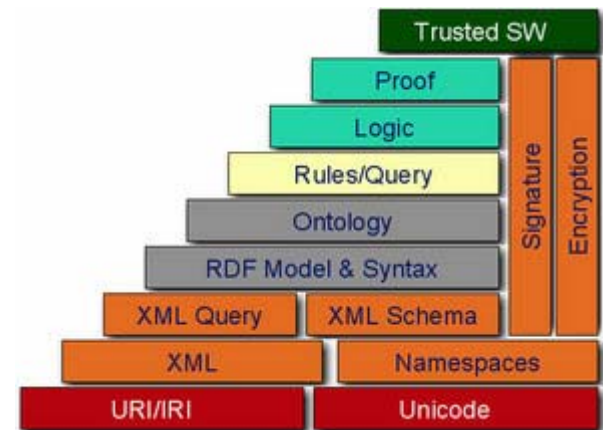 Trusted SW
Proof
Logic
Rules/Query
Ontology
RDF Model & Syntax
Signature
Encryption
XML Query
XML Schema
XML
Namespaces
URI/IRI
Unicode